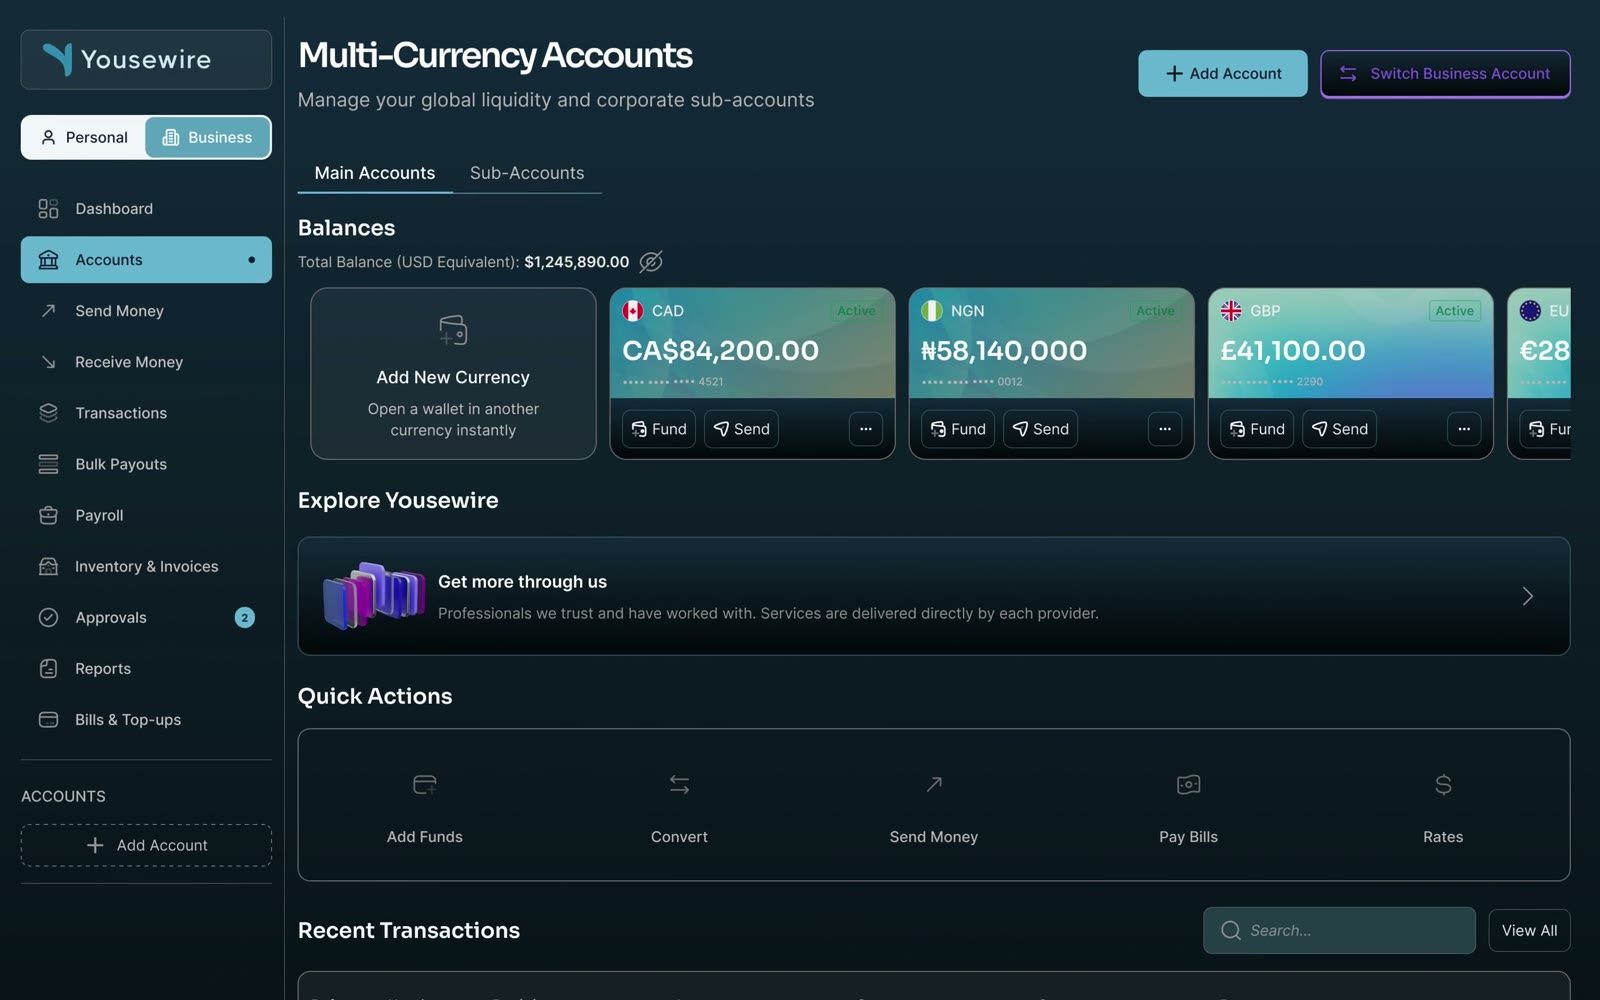 Yousewire
Personal
Business
Dashboard
Accounts
Send Money
Receive Money
Transactions
Bulk Payouts
Payroll
Inventory & Invoices
Approvals
2
Reports
Bills & Top-ups
ACCOUNTS
Add Account
Multi-Currency Accounts
Manage your global liquidity and corporate sub-accounts
Add Account
Switch Business Account
Main Accounts
Sub-Accounts
Balances
Total Balance (USD Equivalent): $1,245,890.00
Add New Currency
Open a wallet in another
currency instantly
CAD
Active
CA$84,200.00
•••• •••• •••• 4521
Fund
Send
NGN
Active
₦58,140,000
•••• •••• •••• 0012
Fund
Send
GBP
Active
£41,100.00
•••• •••• •••• 2290
Fund
Send
EU
€28
•••• ••••
Fur
Explore Yousewire
Get more through us
Professionals we trust and have worked with. Services are delivered directly by each provider.
Quick Actions
Add Funds
Convert
Send Money
Pay Bills
Rates
Recent Transactions
Search...
View All